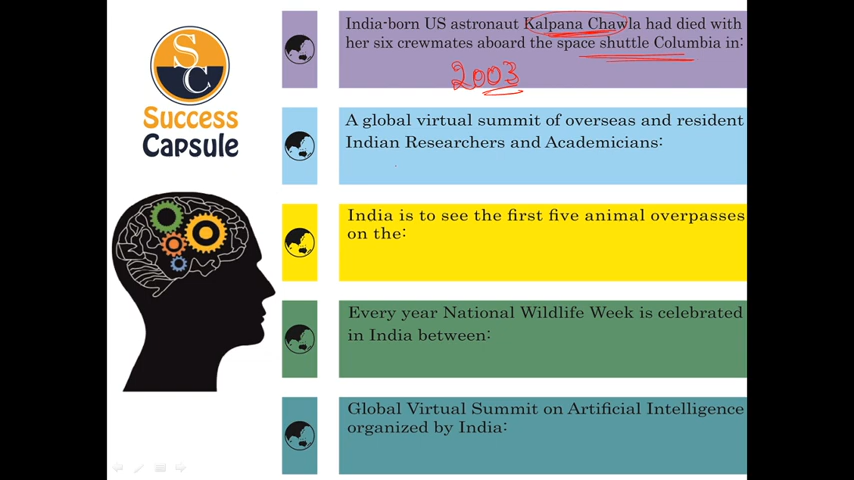 SC
Success
Capsule
India-born US astronaut Kalpana Chawla had died with
her six crewmates aboard the space shuttle Columbia in:
2003
A global virtual summit of overseas and resident
Indian Researchers and Academicians:
India is to see the first five animal overpasses
on the:
Every year National Wildlife Week is celebrated
in India between:
Global Virtual Summit on Artificial Intelligence
organized by India: